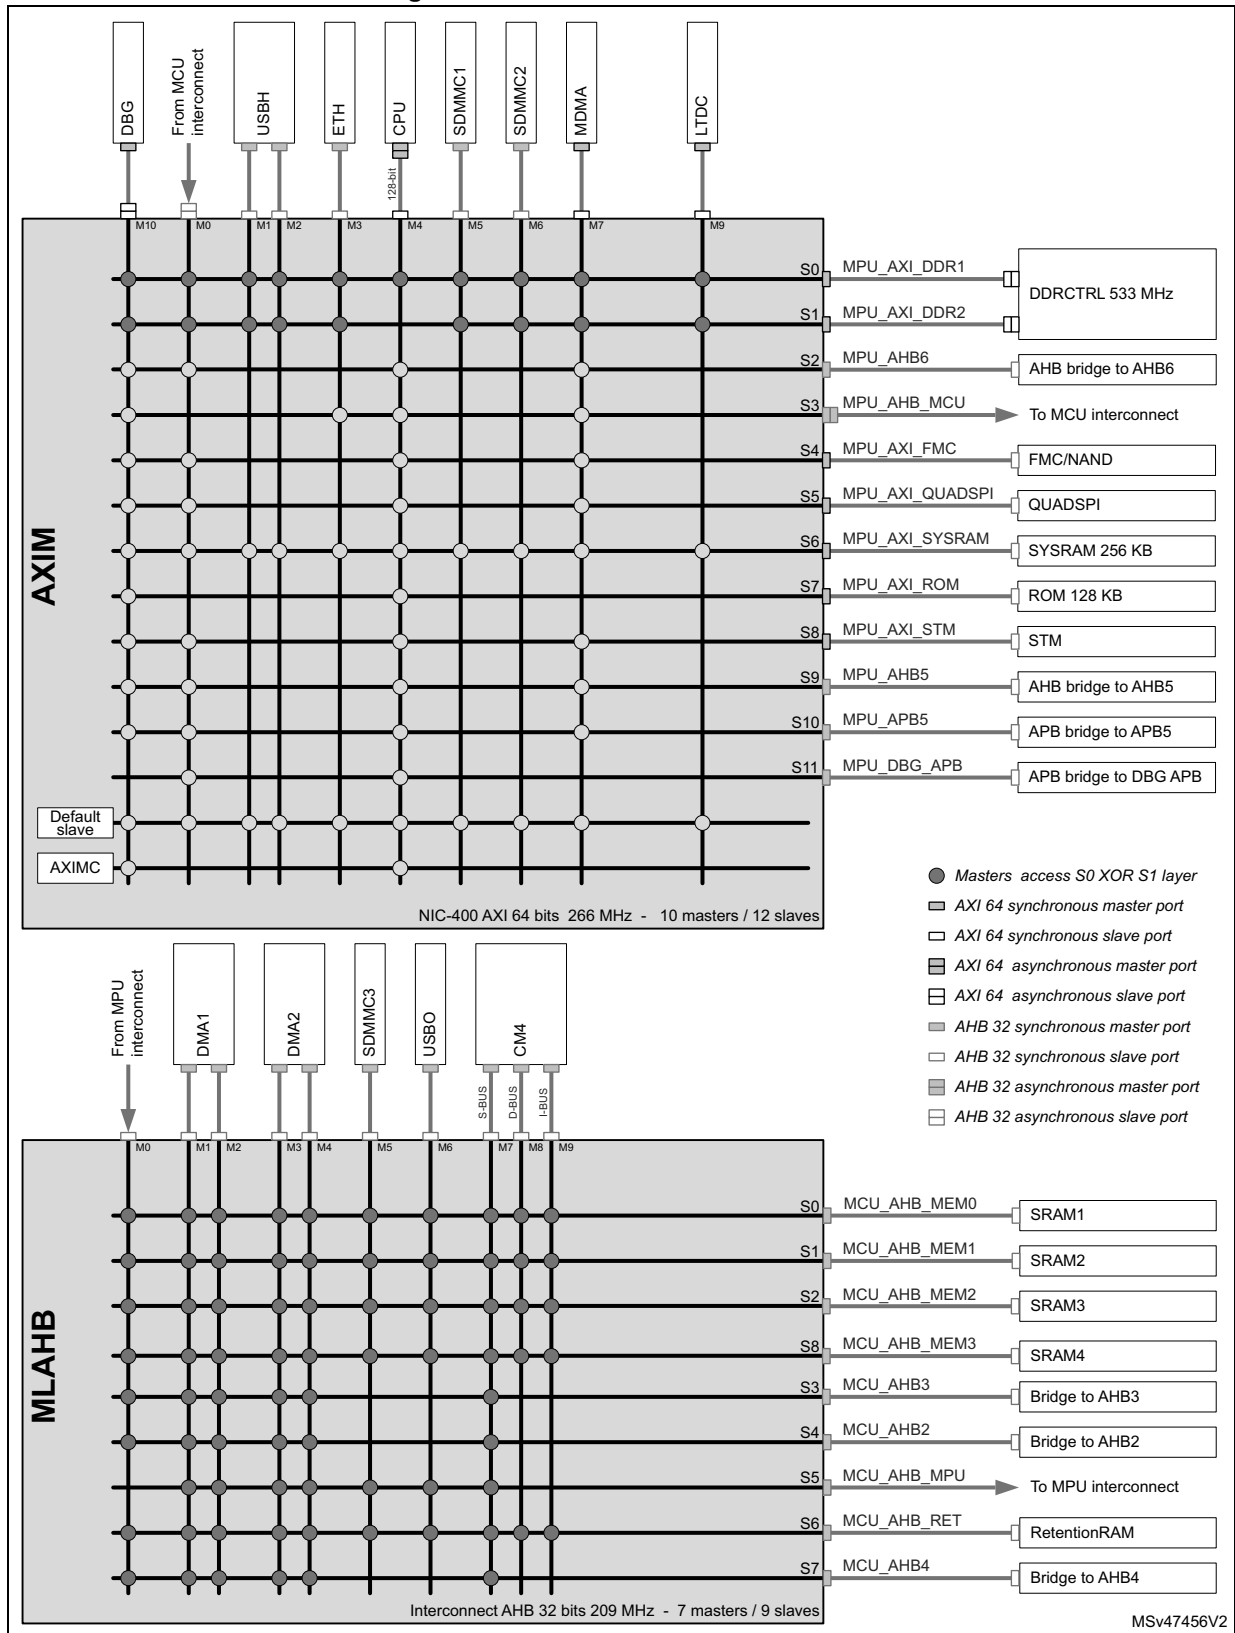 DBG
From MCU
interconnect
USBH
ETH
CPU
SDMMC1
SDMMC2
MDMA
LTDC
128-bit
M10
M0
M1
M2
M3
M4
M5
M6
M7
M9
AXIM
S0
MPU_AXI_DDR1
DDRCTRL 533 MHz
S1
MPU_AXI_DDR2
S2
MPU_AHB6
AHB bridge to AHB6
S3
MPU_AHB_MCU
To MCU interconnect
S4
MPU_AXI_FMC
FMC/NAND
S5
MPU_AXI_QUADSPI
QUADSPI
S6
MPU_AXI_SYSRAM
SYSRAM 256 KB
S7
MPU_AXI_ROM
ROM 128 KB
S8
MPU_AXI_STM
STM
S9
MPU_AHB5
AHB bridge to AHB5
S10
MPU_APB5
APB bridge to APB5
S11
MPU_DBG_APB
APB bridge to DBG APB
Default
slave
AXIMC
NIC-400 AXI 64 bits 266 MHz - 10 masters / 12 slaves
Masters access S0 XOR S1 layer
AXI 64 synchronous master port
AXI 64 synchronous slave port
AXI 64 asynchronous master port
AXI 64 asynchronous slave port
AHB 32 synchronous master port
AHB 32 synchronous slave port
AHB 32 asynchronous master port
AHB 32 asynchronous slave port
From MPU
interconnect
DMA1
DMA2
SDMMC3
USBO
CM4
S-BUS
D-BUS
I-BUS
M0
M1
M2
M3
M4
M5
M6
M7
M8
M9
MLAHB
S0
MCU_AHB_MEM0
SRAM1
S1
MCU_AHB_MEM1
SRAM2
S2
MCU_AHB_MEM2
SRAM3
S8
MCU_AHB_MEM3
SRAM4
S3
MCU_AHB3
Bridge to AHB3
S4
MCU_AHB2
Bridge to AHB2
S5
MCU_AHB_MPU
To MPU interconnect
S6
MCU_AHB_RET
RetentionRAM
S7
MCU_AHB4
Bridge to AHB4
Interconnect AHB 32 bits 209 MHz - 7 masters / 9 slaves
MSv47456V2